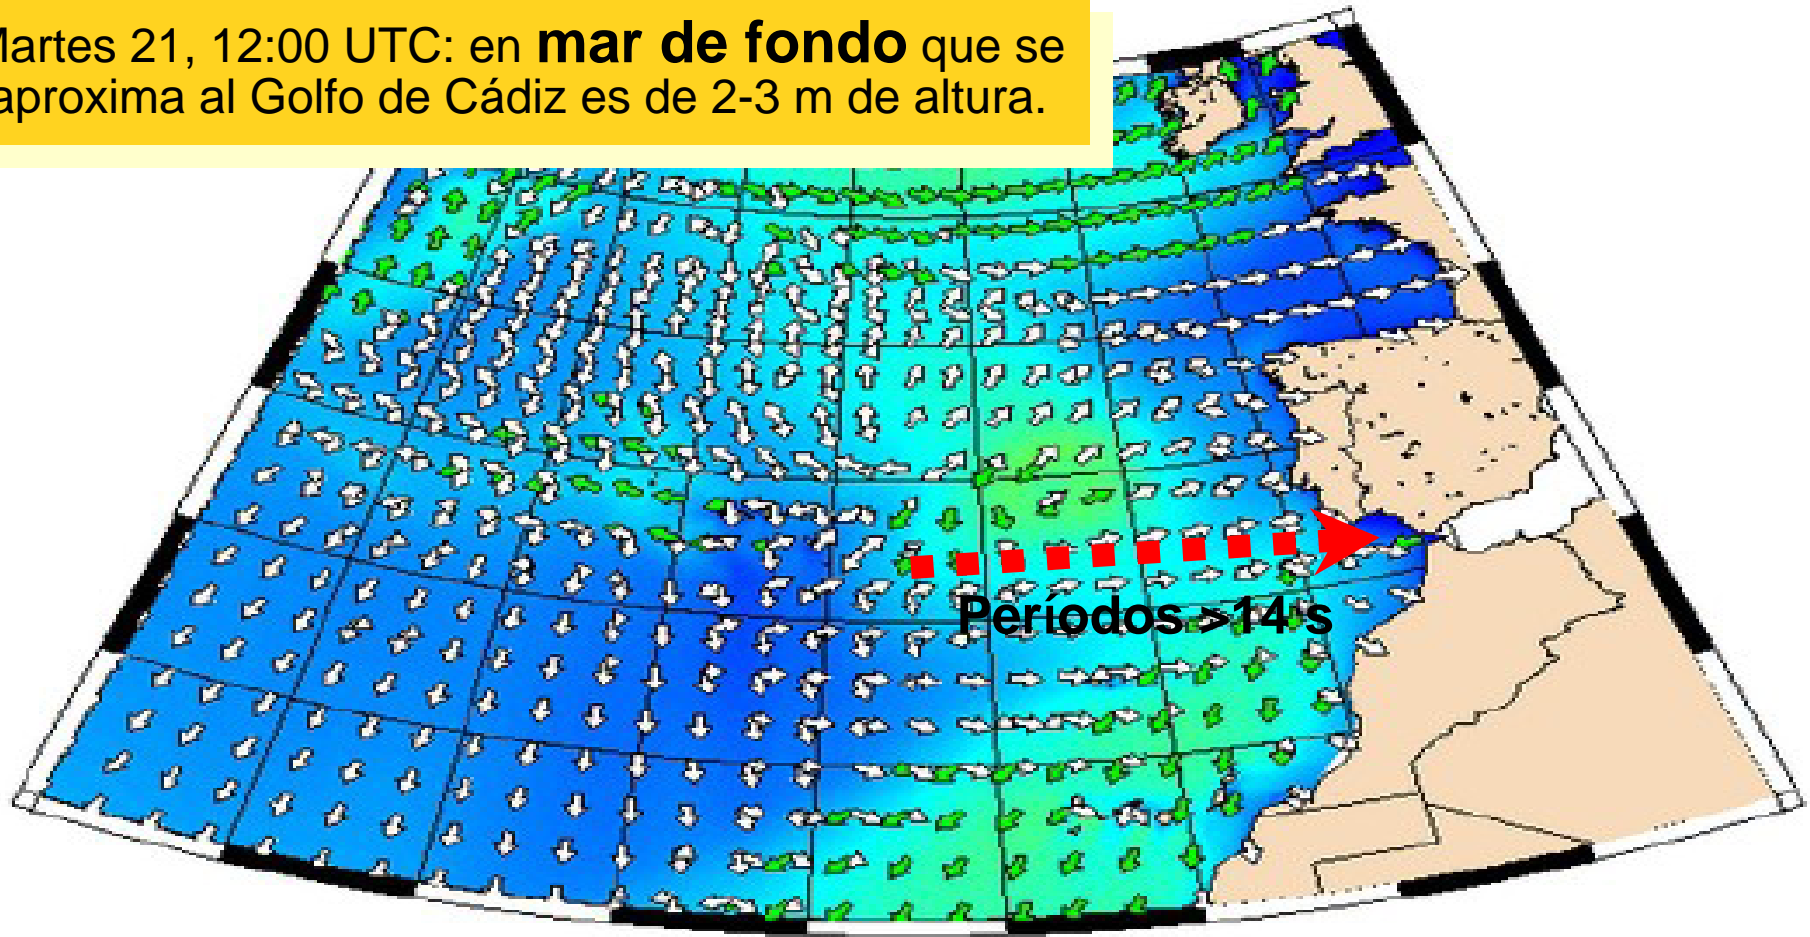 Martes 21, 12:00 UTC: en mar de fondo que se
aproxima al Golfo de Cádiz es de 2-3 m de altura.
Períodos >14 s